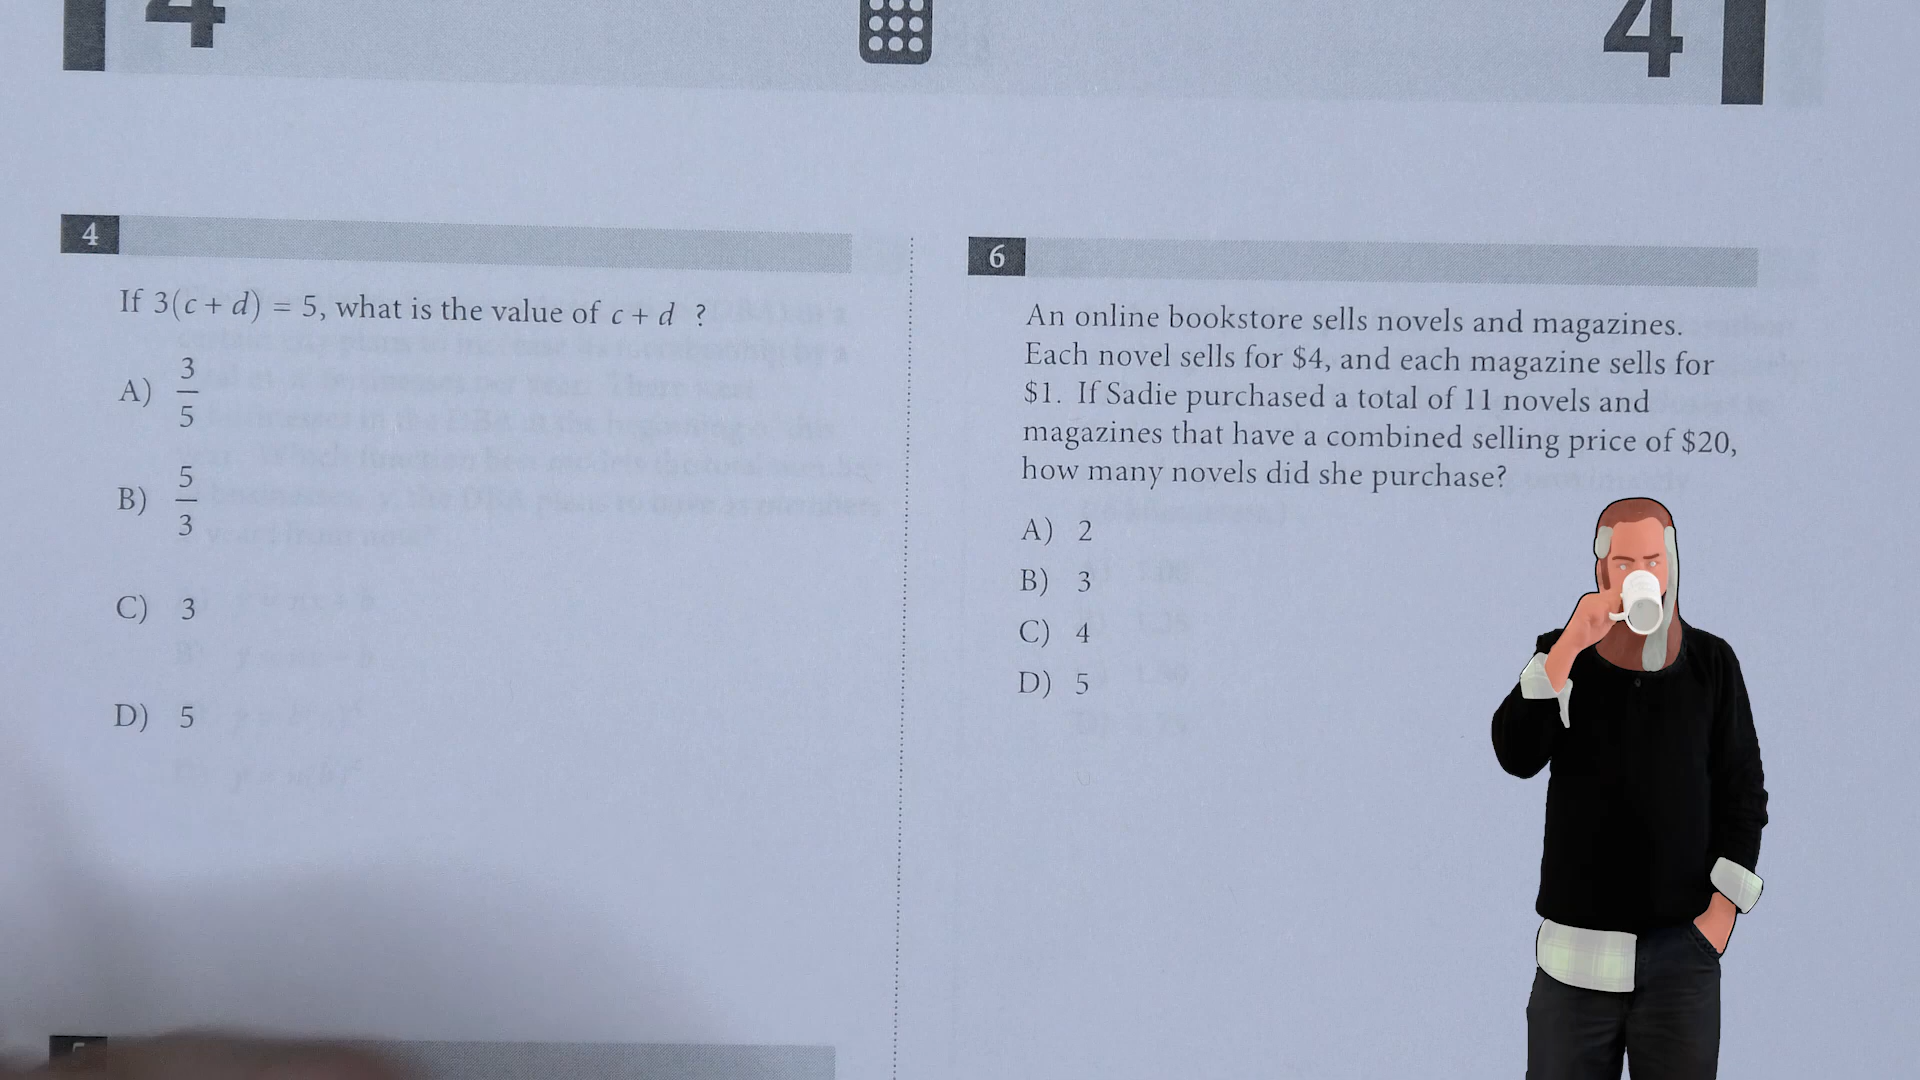 4
4
4
If 3(c + d) = 5, what is the value of c + d ?
A) 3/5
B) 5/3
C) 3
D) 5
6
An online bookstore sells novels and magazines.
Each novel sells for $4, and each magazine sells for
$1. If Sadie purchased a total of 11 novels and
magazines that have a combined selling price of $20,
how many novels did she purchase?
A) 2
B) 3
C) 4
D) 5